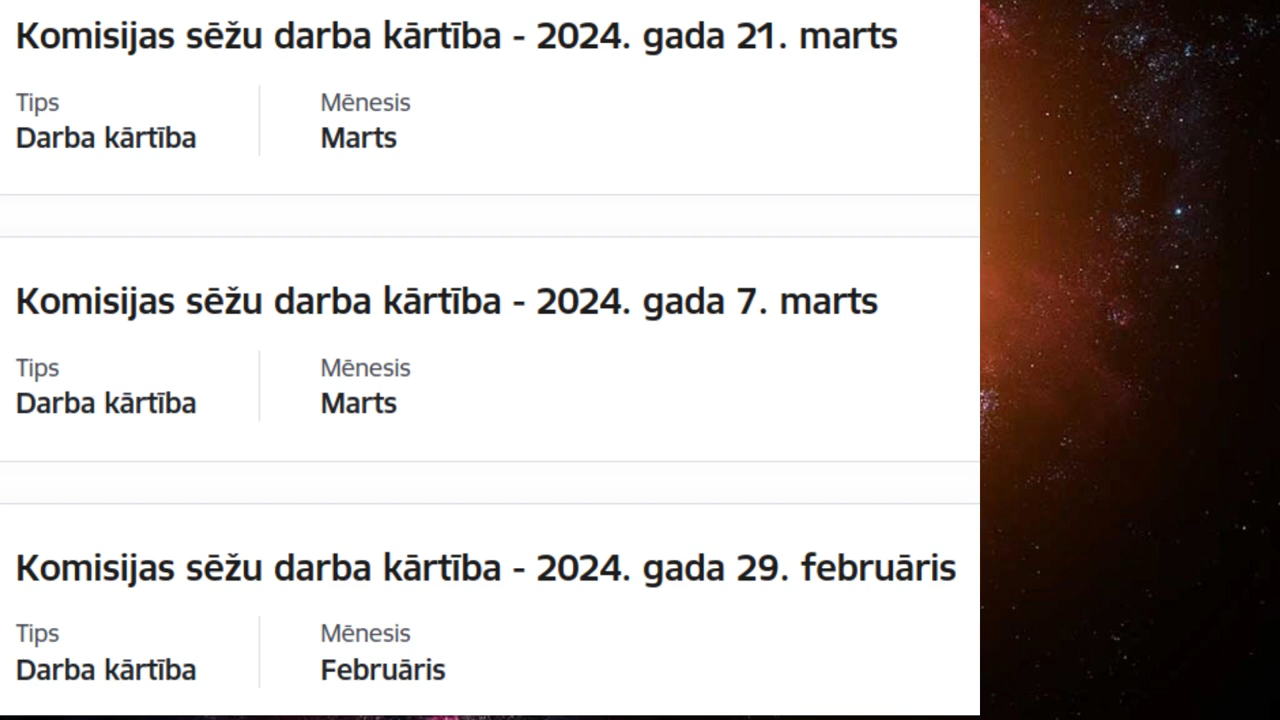 Komisijas sēžu darba kārtība - 2024. gada 21. marts
Tips Mēnesis
Darba kārtība Marts
Komisijas sēžu darba kārtība - 2024. gada 7. marts
Tips Mēnesis
Darba kārtība Marts
Komisijas sēžu darba kārtība - 2024. gada 29. februāris
Tips Mēnesis
Darba kārtība Februāris